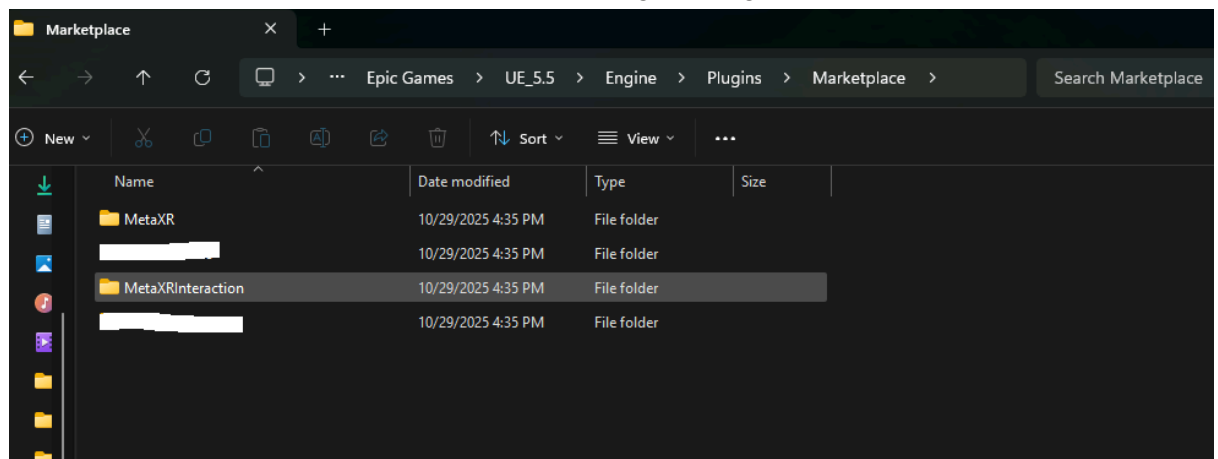 Marketplace
Epic Games > UE_5.5 > Engine > Plugins > Marketplace > Search Marketplace
New Sort View
Name Date modified Type Size
MetaXR 10/29/2025 4:35 PM File folder
10/29/2025 4:35 PM File folder
MetaXRInteraction 10/29/2025 4:35 PM File folder
10/29/2025 4:35 PM File folder